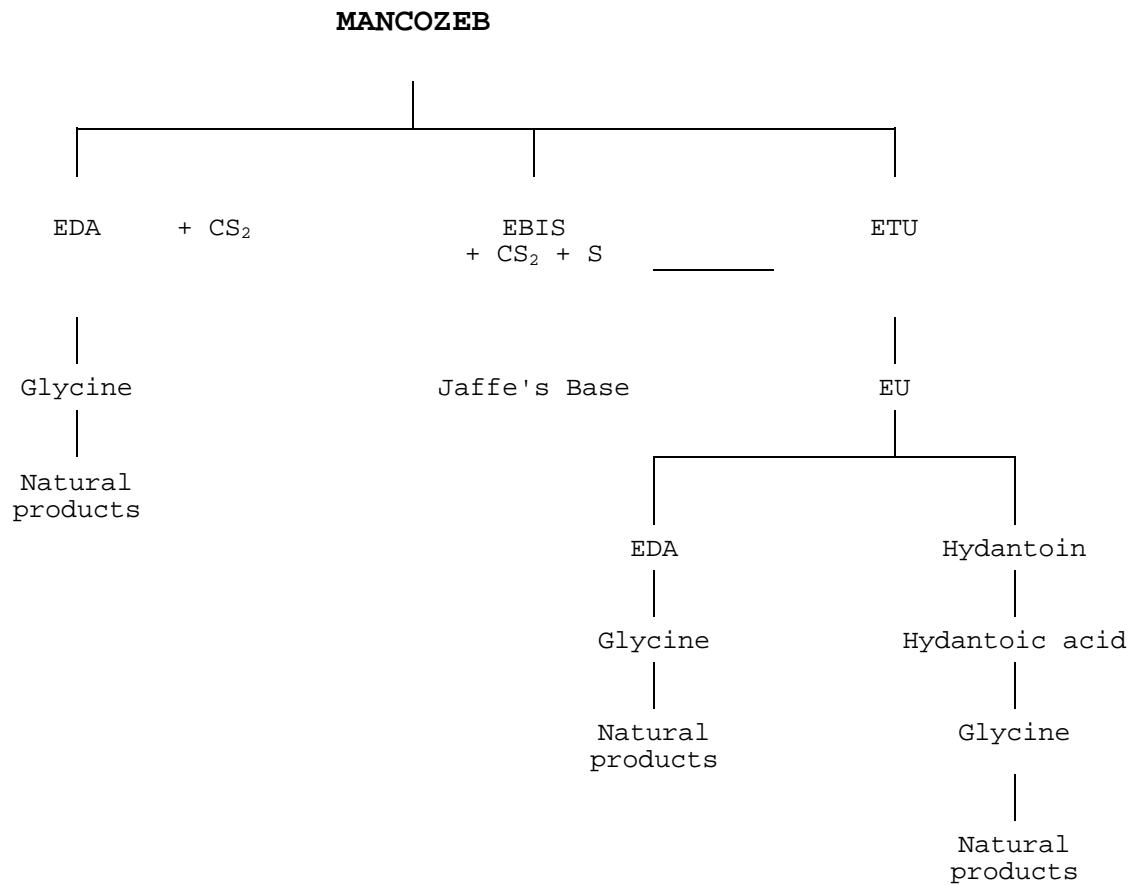 MANCOZEB
EDA + CS₂ EBIS ETU
+ CS₂ + S
Glycine Jaffe's Base EU
Natural
products
EDA Hydantoin
Glycine Hydantoic acid
Natural Glycine
products
Natural
products